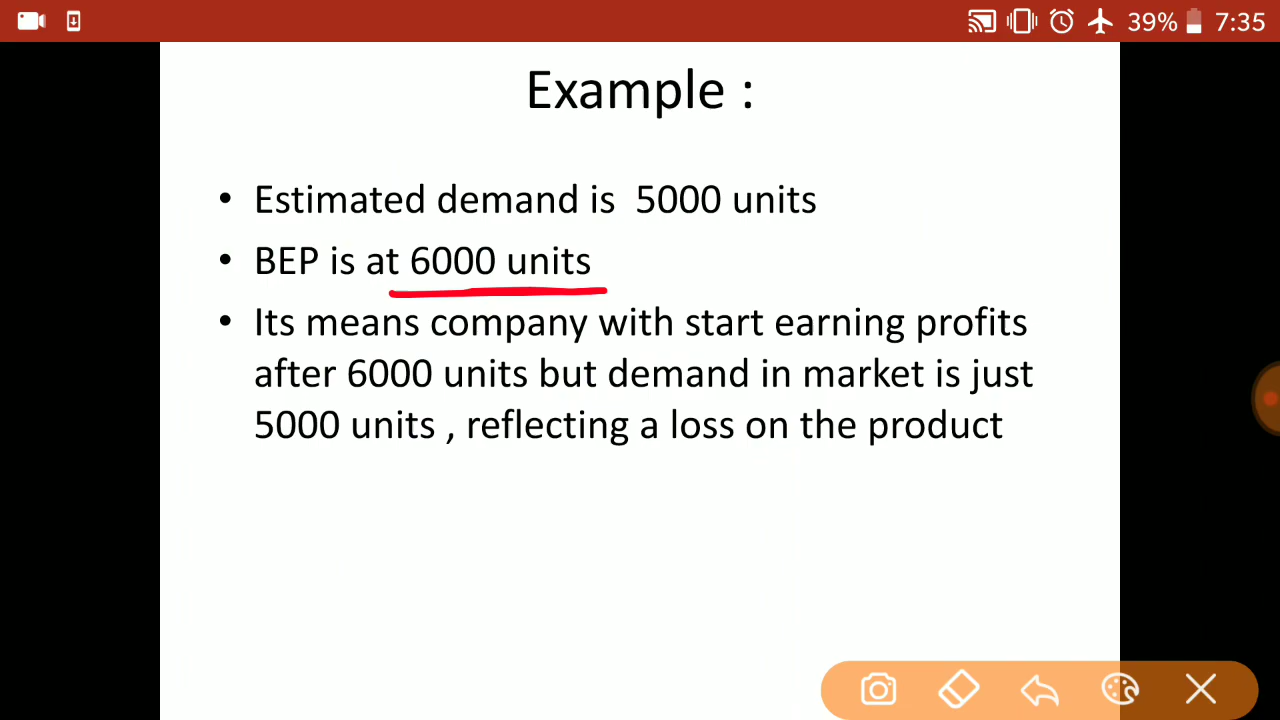 39% 7:35
Example :
• Estimated demand is 5000 units
• BEP is at 6000 units
• Its means company with start earning profits
after 6000 units but demand in market is just
5000 units , reflecting a loss on the product